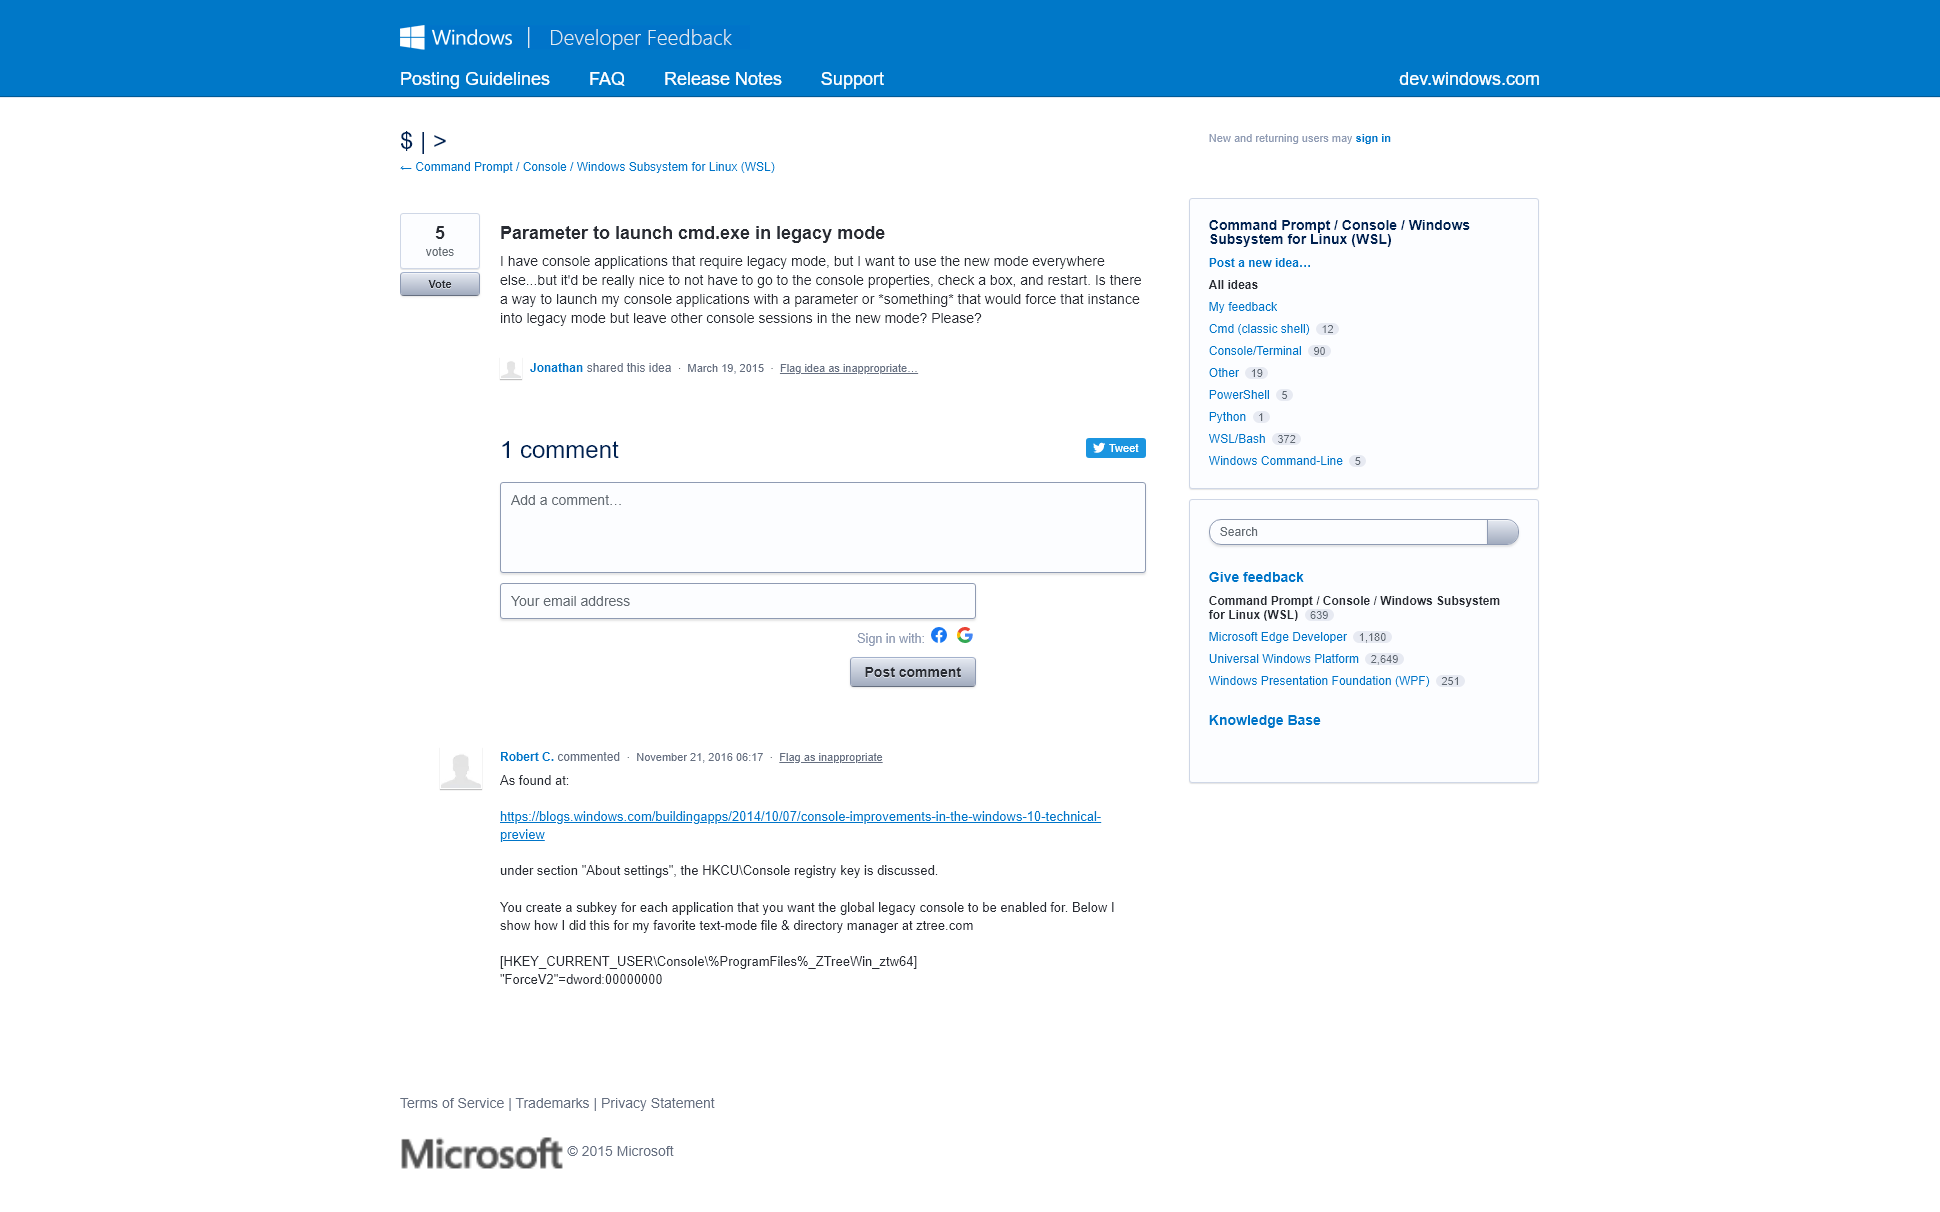 Windows | Developer Feedback
Posting Guidelines FAQ Release Notes Support dev.windows.com
$ | >
New and returning users may sign in
← Command Prompt / Console / Windows Subsystem for Linux (WSL)
5
votes
Vote
Parameter to launch cmd.exe in legacy mode
I have console applications that require legacy mode, but I want to use the new mode everywhere
else...but it'd be really nice to not have to go to the console properties, check a box, and restart. Is there
a way to launch my console applications with a parameter or *something* that would force that instance
into legacy mode but leave other console sessions in the new mode? Please?
Jonathan shared this idea · March 19, 2015 · Flag idea as inappropriate…
1 comment
Tweet
Add a comment…
Your email address
Sign in with:
Post comment
Robert C. commented · November 21, 2016 06:17 · Flag as inappropriate
As found at:
https://blogs.windows.com/buildingapps/2014/10/07/console-improvements-in-the-windows-10-technical-
preview
under section "About settings", the HKCU\Console registry key is discussed.
You create a subkey for each application that you want the global legacy console to be enabled for. Below I
show how I did this for my favorite text-mode file & directory manager at ztree.com
[HKEY_CURRENT_USER\Console\%ProgramFiles%_ZTreeWin_ztw64]
"ForceV2"=dword:00000000
Command Prompt / Console / Windows
Subsystem for Linux (WSL)
Post a new idea…
All ideas
My feedback
Cmd (classic shell) 12
Console/Terminal 90
Other 19
PowerShell 5
Python 1
WSL/Bash 372
Windows Command-Line 5
Search
Give feedback
Command Prompt / Console / Windows Subsystem
for Linux (WSL) 639
Microsoft Edge Developer 1,180
Universal Windows Platform 2,649
Windows Presentation Foundation (WPF) 251
Knowledge Base
Terms of Service | Trademarks | Privacy Statement
Microsoft © 2015 Microsoft